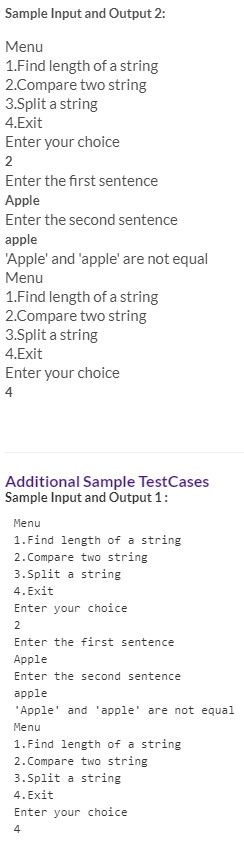 Sample Input and Output 2:
Menu
1.Find length of a string
2.Compare two string
3.Split a string
4.Exit
Enter your choice
2
Enter the first sentence
Apple
Enter the second sentence
apple
'Apple' and 'apple' are not equal
Menu
1.Find length of a string
2.Compare two string
3.Split a string
4.Exit
Enter your choice
4
Additional Sample TestCases
Sample Input and Output 1 :
Menu
1.Find length of a string
2.Compare two string
3.Split a string
4.Exit
Enter your choice
2
Enter the first sentence
Apple
Enter the second sentence
apple
'Apple' and 'apple' are not equal
Menu
1.Find length of a string
2.Compare two string
3.Split a string
4.Exit
Enter your choice
4